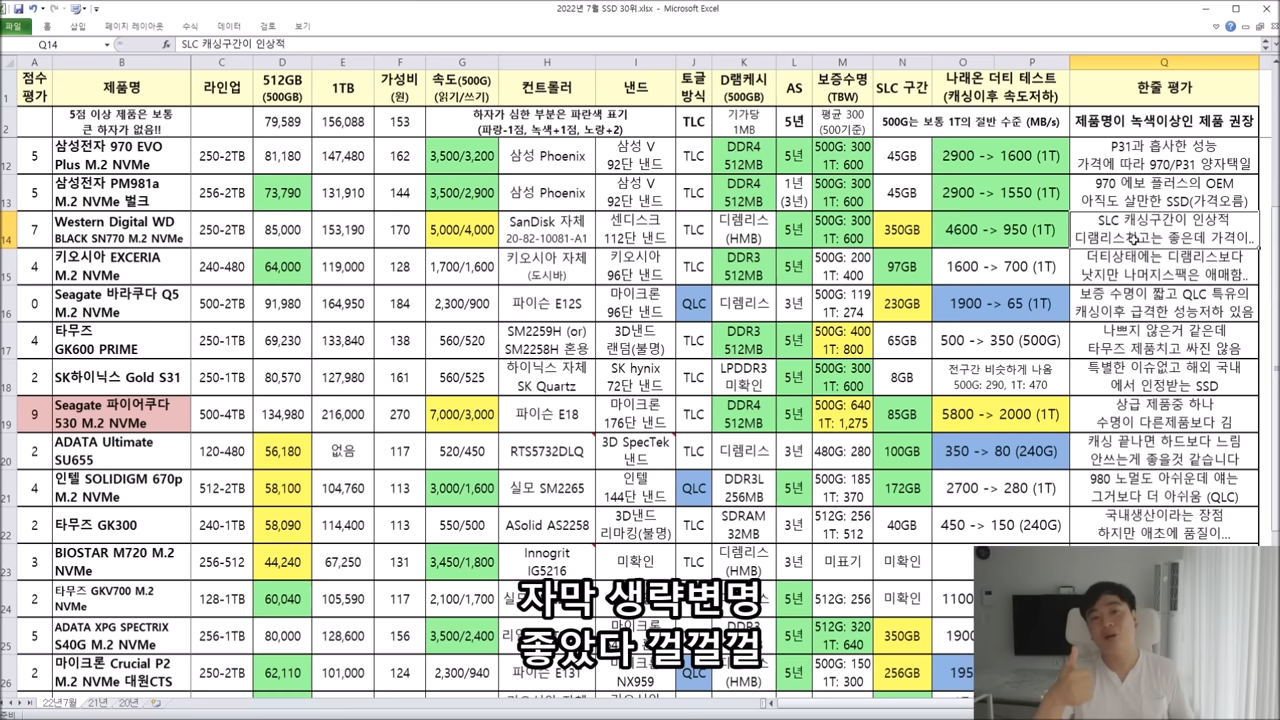 2022년 7월 SSD 30위.xlsx - Microsoft Excel
파일 홈 삽입 페이지 레이아웃 수식 데이터 검토 보기
Q14 fx SLC 캐싱구간이 인상적
A B C D E F G H I J K L M N O P Q
1 점수 평가 제품명 라인업 512GB (500GB) 1TB 가성비 (원) 속도(500G) (읽기/쓰기) 컨트롤러 낸드 토글 방식 D램캐시 (500GB) AS 보증수명 (TBW) SLC 구간 나래온 더티 테스트 (캐싱이후 속도저하) 한줄 평가
2 5점 이상 제품은 보통 큰 하자가 없음!! 79,589 156,088 153 하자가 심한 부분은 파란색 표기 (파랑-1점, 녹색+1점, 노랑+2) TLC 기가당 1MB 5년 평균 300 (500기준) 500G는 보통 1T의 절반 수준 (MB/s) 제품명이 녹색이상인 제품 권장
12 5 삼성전자 970 EVO Plus M.2 NVMe 250-2TB 81,180 147,480 162 3,500/3,200 삼성 Phoenix 삼성 V 92단 낸드 TLC DDR4 512MB 5년 500G: 300 1T: 600 45GB 2900 -> 1600 (1T) P31과 흡사한 성능 가격에 따라 970/P31 양자택일
13 5 삼성전자 PM981a M.2 NVMe 벌크 256-2TB 73,790 131,910 144 3,500/2,900 삼성 Phoenix 삼성 V 92단 낸드 TLC DDR4 512MB 1년 (3년) 500G: 300 1T: 600 45GB 2900 -> 1550 (1T) 970 에보 플러스의 OEM 아직도 살만한 SSD(가격오름)
14 7 Western Digital WD BLACK SN770 M.2 NVMe 250-2TB 85,000 153,190 170 5,000/4,000 SanDisk 자체 20-82-10081-A1 센디스크 112단 낸드 TLC 디렘리스 (HMB) 5년 500G: 300 1T: 600 350GB 4600 -> 950 (1T) SLC 캐싱구간이 인상적 디램리스치고는 좋은데 가격이..
15 4 키오시아 EXCERIA M.2 NVMe 240-480 64,000 119,000 128 1,700/1,600 키오시아 자체 (도시바) 키오시아 96단 낸드 TLC DDR3 512MB 5년 500G: 200 1T: 400 97GB 1600 -> 700 (1T) 더티상태에는 디램리스보다 낫지만 나머지스팩은 애매함..
16 0 Seagate 바라쿠다 Q5 M.2 NVMe 500-2TB 91,980 164,950 184 2,300/900 파이슨 E12S 마이크론 96단 낸드 QLC 디렘리스 3년 500G: 119 1T: 274 230GB 1900 -> 65 (1T) 보증 수명이 짧고 QLC 특유의 캐싱이후 급격한 성능저하 있음
17 4 타무즈 GK600 PRIME 250-1TB 69,230 133,840 138 560/520 SM2259H (or) SM2258H 혼용 3D낸드 랜덤(불명) TLC DDR3 512MB 5년 500G: 400 1T: 800 65GB 500 -> 350 (500G) 나쁘지 않은거 같은데 타무즈 제품치고 싸진 않음
18 2 SK하이닉스 Gold S31 250-1TB 80,570 127,980 161 560/525 하이닉스 자체 SK Quartz SK hynix 72단 낸드 TLC LPDDR3 미확인 5년 500G: 300 1T: 600 8GB 전구간 비슷하게 나옴 500G: 290, 1T: 470 특별한 이슈없고 해외 국내 에서 인정받는 SSD
19 9 Seagate 파이어쿠다 530 M.2 NVMe 500-4TB 134,980 216,000 270 7,000/3,000 파이슨 E18 마이크론 176단 낸드 TLC DDR4 512MB 5년 500G: 640 1T: 1,275 85GB 5800 -> 2000 (1T) 상급 제품중 하나 수명이 다른제품보다 김
20 2 ADATA Ultimate SU655 120-480 56,180 없음 117 520/450 RTS5732DLQ 3D SpecTek 낸드 TLC 디렘리스 3년 480G: 280 100GB 350 -> 80 (240G) 캐싱 끝나면 하드보다 느림 안쓰는게 좋을것 같습니다
21 4 인텔 SOLIDIGM 670p M.2 NVMe 512-2TB 58,100 104,760 113 3,000/1,600 실모 SM2265 인텔 144단 낸드 QLC DDR3L 256MB 5년 500G: 185 1T: 370 172GB 2700 -> 280 (1T) 980 노멀도 아쉬운데 얘는 그거보다 더 아쉬움 (QLC)
22 2 타무즈 GK300 240-1TB 58,090 114,400 113 550/500 ASolid AS2258 3D낸드 리마킹(불명) TLC SDRAM 32MB 3년 512G: 256 1T: 512 40GB 450 -> 150 (240G) 국내생산이라는 장점 하지만 애초에 품질이...
23 3 BIOSTAR M720 M.2 NVMe 256-512 44,240 67,250 131 3,450/1,800 Innogrit IG5216 미확인 TLC 디렘리스 (HMB) 3년 미표기 미확인
24 2 타무즈 GKV700 M.2 NVMe 128-1TB 60,040 105,590 117 2,100/1,700 5년 512G: 256 미확인 1100
25 5 ADATA XPG SPECTRIX S40G M.2 NVMe 256-1TB 80,000 128,600 156 3,500/2,400 5년 512G: 320 1T: 640 350GB 1900
26 2 마이크론 Crucial P2 M.2 NVMe 대원CTS 250-2TB 62,110 101,000 124 2,300/940 파이슨 E13T NX959 QLC (HMB) 5년 500G: 150 1T: 300 256GB 195
자막 생략변명
좋았다 껄껄껄
22년7월 21년 20년
준비